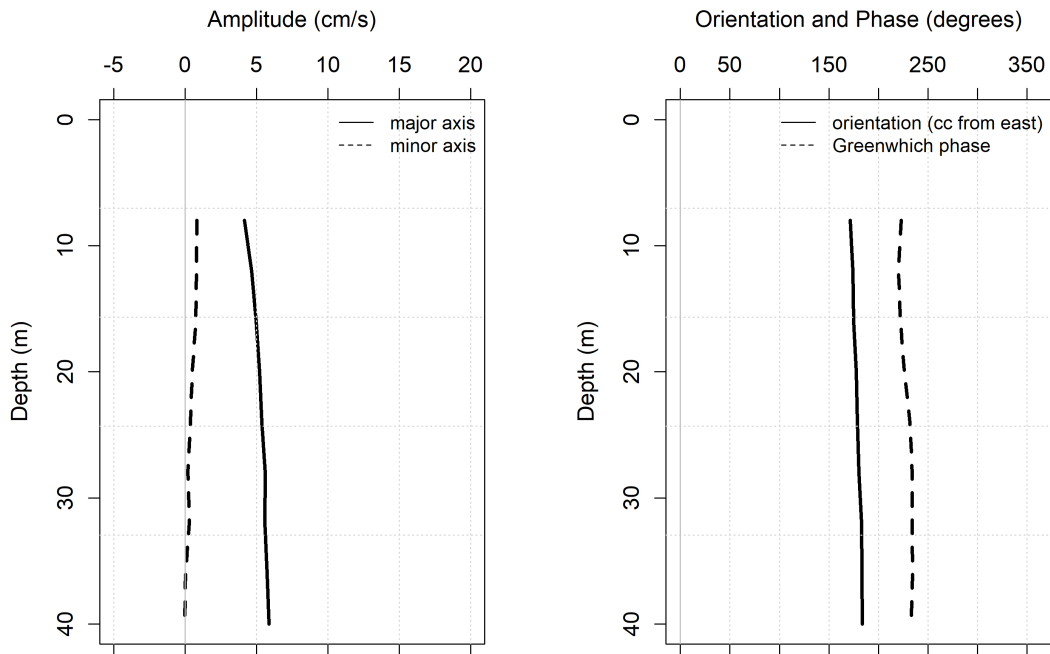 Amplitude (cm/s)
-5 0 5 10 15 20
Depth (m)
0
10
20
30
40
major axis
minor axis
Orientation and Phase (degrees)
0 50 150 250 350
Depth (m)
0
10
20
30
40
orientation (cc from east)
Greenwhich phase